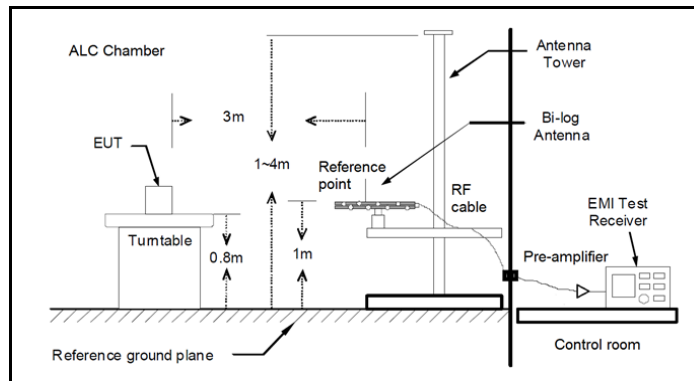 ALC Chamber
Antenna
Tower
3m
Bi-log
Antenna
EUT
1~4m
Reference
point
RF
cable
EMI Test
Receiver
Turntable
0.8m
1m
Pre-amplifier
Reference ground plane
Control room